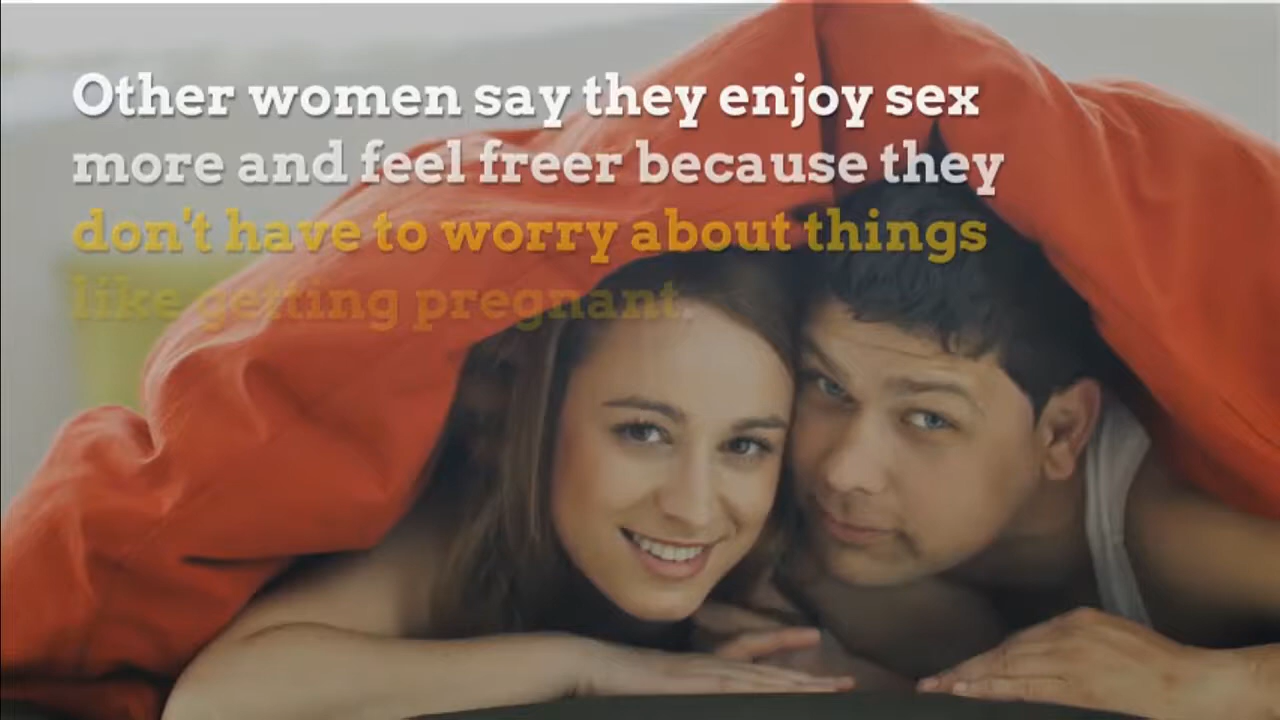 Other women say they enjoy sex
more and feel freer because they
don't have to worry about things
like getting pregnant.